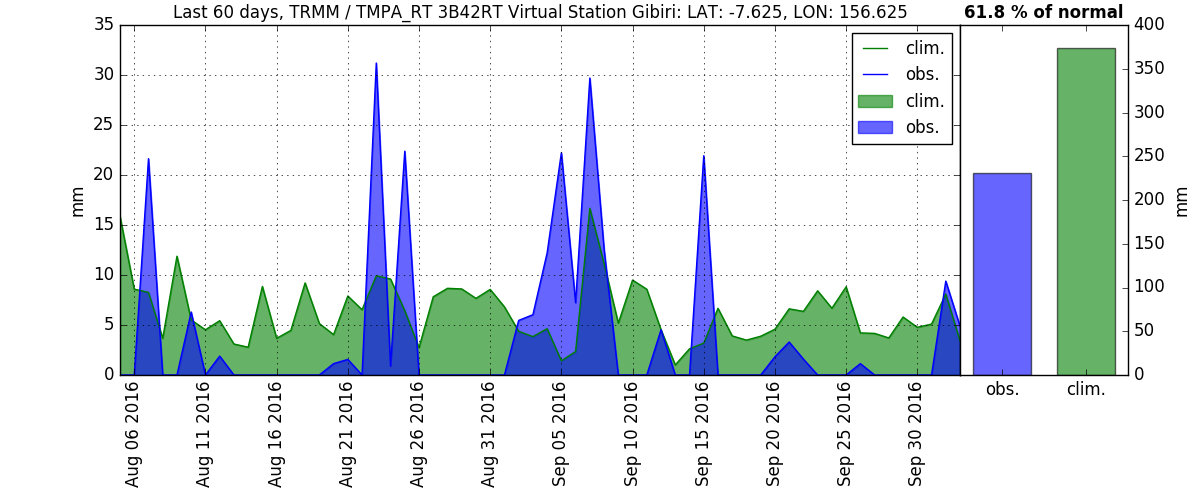 Last 60 days, TRMM / TMPA_RT 3B42RT Virtual Station Gibiri: LAT: -7.625, LON: 156.625
61.8 % of normal
35
30
25
20
15
10
5
0
mm
clim.
obs.
clim.
obs.
400
350
300
250
200
150
100
50
0
mm
obs.
clim.
Aug 06 2016
Aug 11 2016
Aug 16 2016
Aug 21 2016
Aug 26 2016
Aug 31 2016
Sep 05 2016
Sep 10 2016
Sep 15 2016
Sep 20 2016
Sep 25 2016
Sep 30 2016